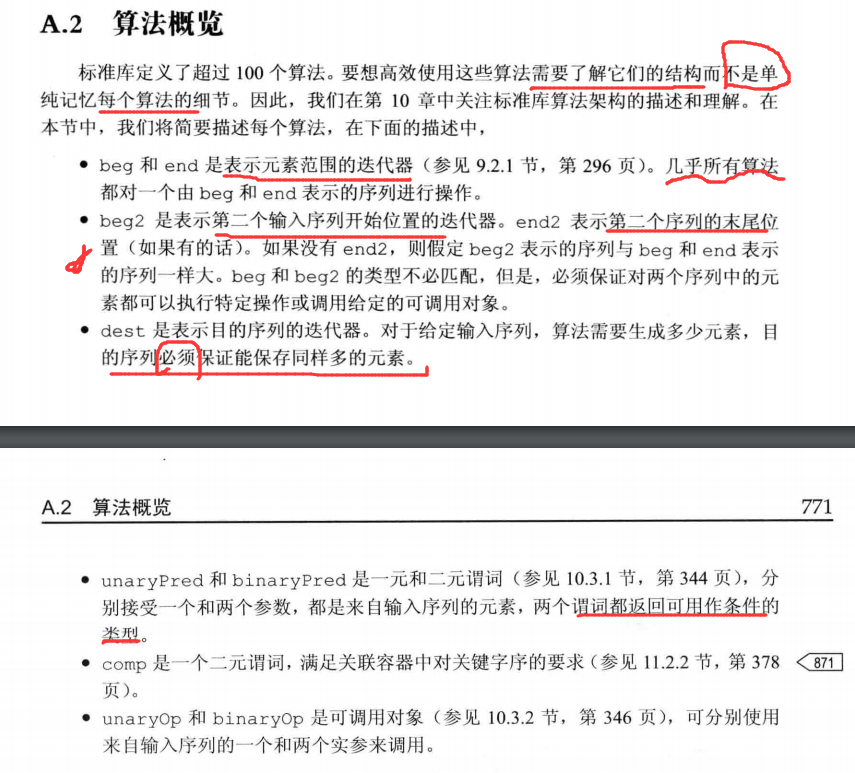 A.2 算法概览
标准库定义了超过 100 个算法。要想高效使用这些算法需要了解它们的结构而不是单
纯记忆每个算法的细节。因此，我们在第 10 章中关注标准库算法架构的描述和理解。在
本节中，我们将简要描述每个算法，在下面的描述中，
• beg 和 end 是表示元素范围的迭代器（参见 9.2.1 节，第 296 页）。几乎所有算法
都对一个由 beg 和 end 表示的序列进行操作。
• beg2 是表示第二个输入序列开始位置的迭代器。end2 表示第二个序列的末尾位
置（如果有的话）。如果没有 end2，则假定 beg2 表示的序列与 beg 和 end 表示
的序列一样大。beg 和 beg2 的类型不必匹配，但是，必须保证对两个序列中的元
素都可以执行特定操作或调用给定的可调用对象。
• dest 是表示目的序列的迭代器。对于给定输入序列，算法需要生成多少元素，目
的序列必须保证能保存同样多的元素。
A.2 算法概览 771
• unaryPred 和 binaryPred 是一元和二元谓词（参见 10.3.1 节，第 344 页），分
别接受一个和两个参数，都是来自输入序列的元素，两个谓词都返回可用作条件的
类型。
• comp 是一个二元谓词，满足关联容器中对关键字序的要求（参见 11.2.2 节，第 378 871
页）。
• unaryOp 和 binaryOp 是可调用对象（参见 10.3.2 节，第 346 页），可分别使用
来自输入序列的一个和两个实参来调用。